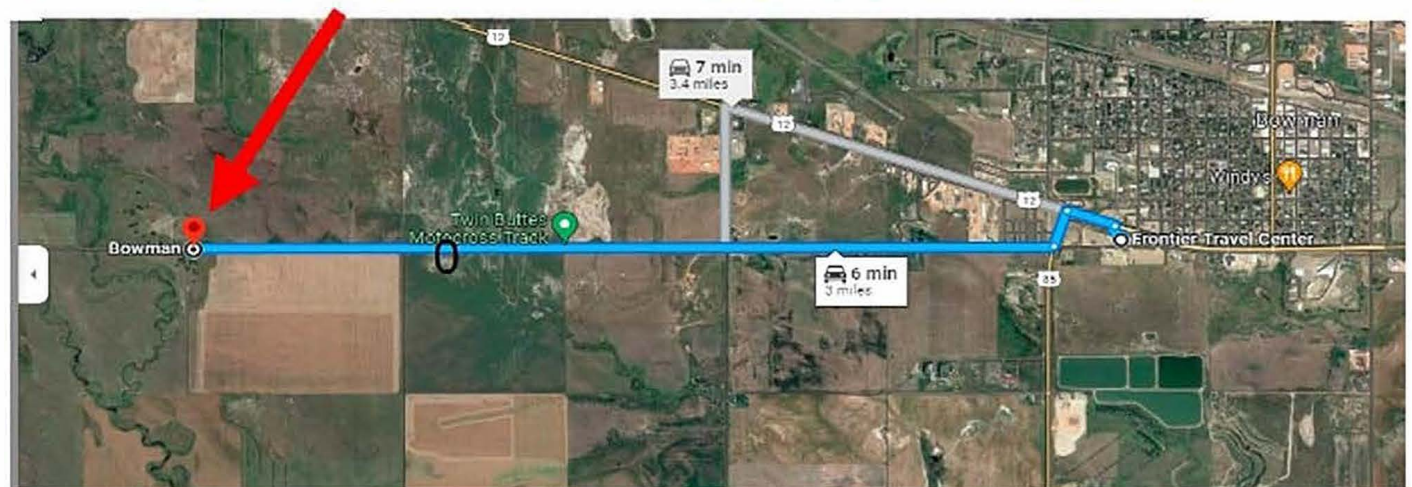 12
7 min
3.4 miles
12
Bowman
Windy's
12
Twin Buttes
Motocross Track
Bowman
0
Frontier Travel Center
6 min
3 miles
85